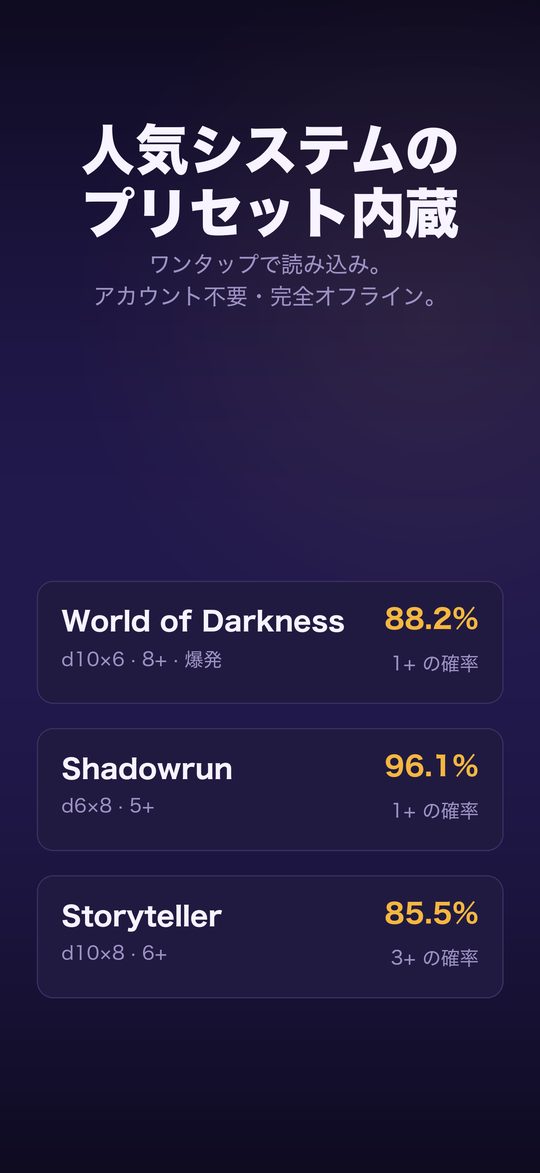 人気システムの
プリセット内蔵
ワンタップで読み込み。
アカウント不要・完全オフライン。
World of Darkness
88.2%
d10×6 · 8+ · 爆発
1+ の確率
Shadowrun
96.1%
d6×8 · 5+
1+ の確率
Storyteller
85.5%
d10×8 · 6+
3+ の確率